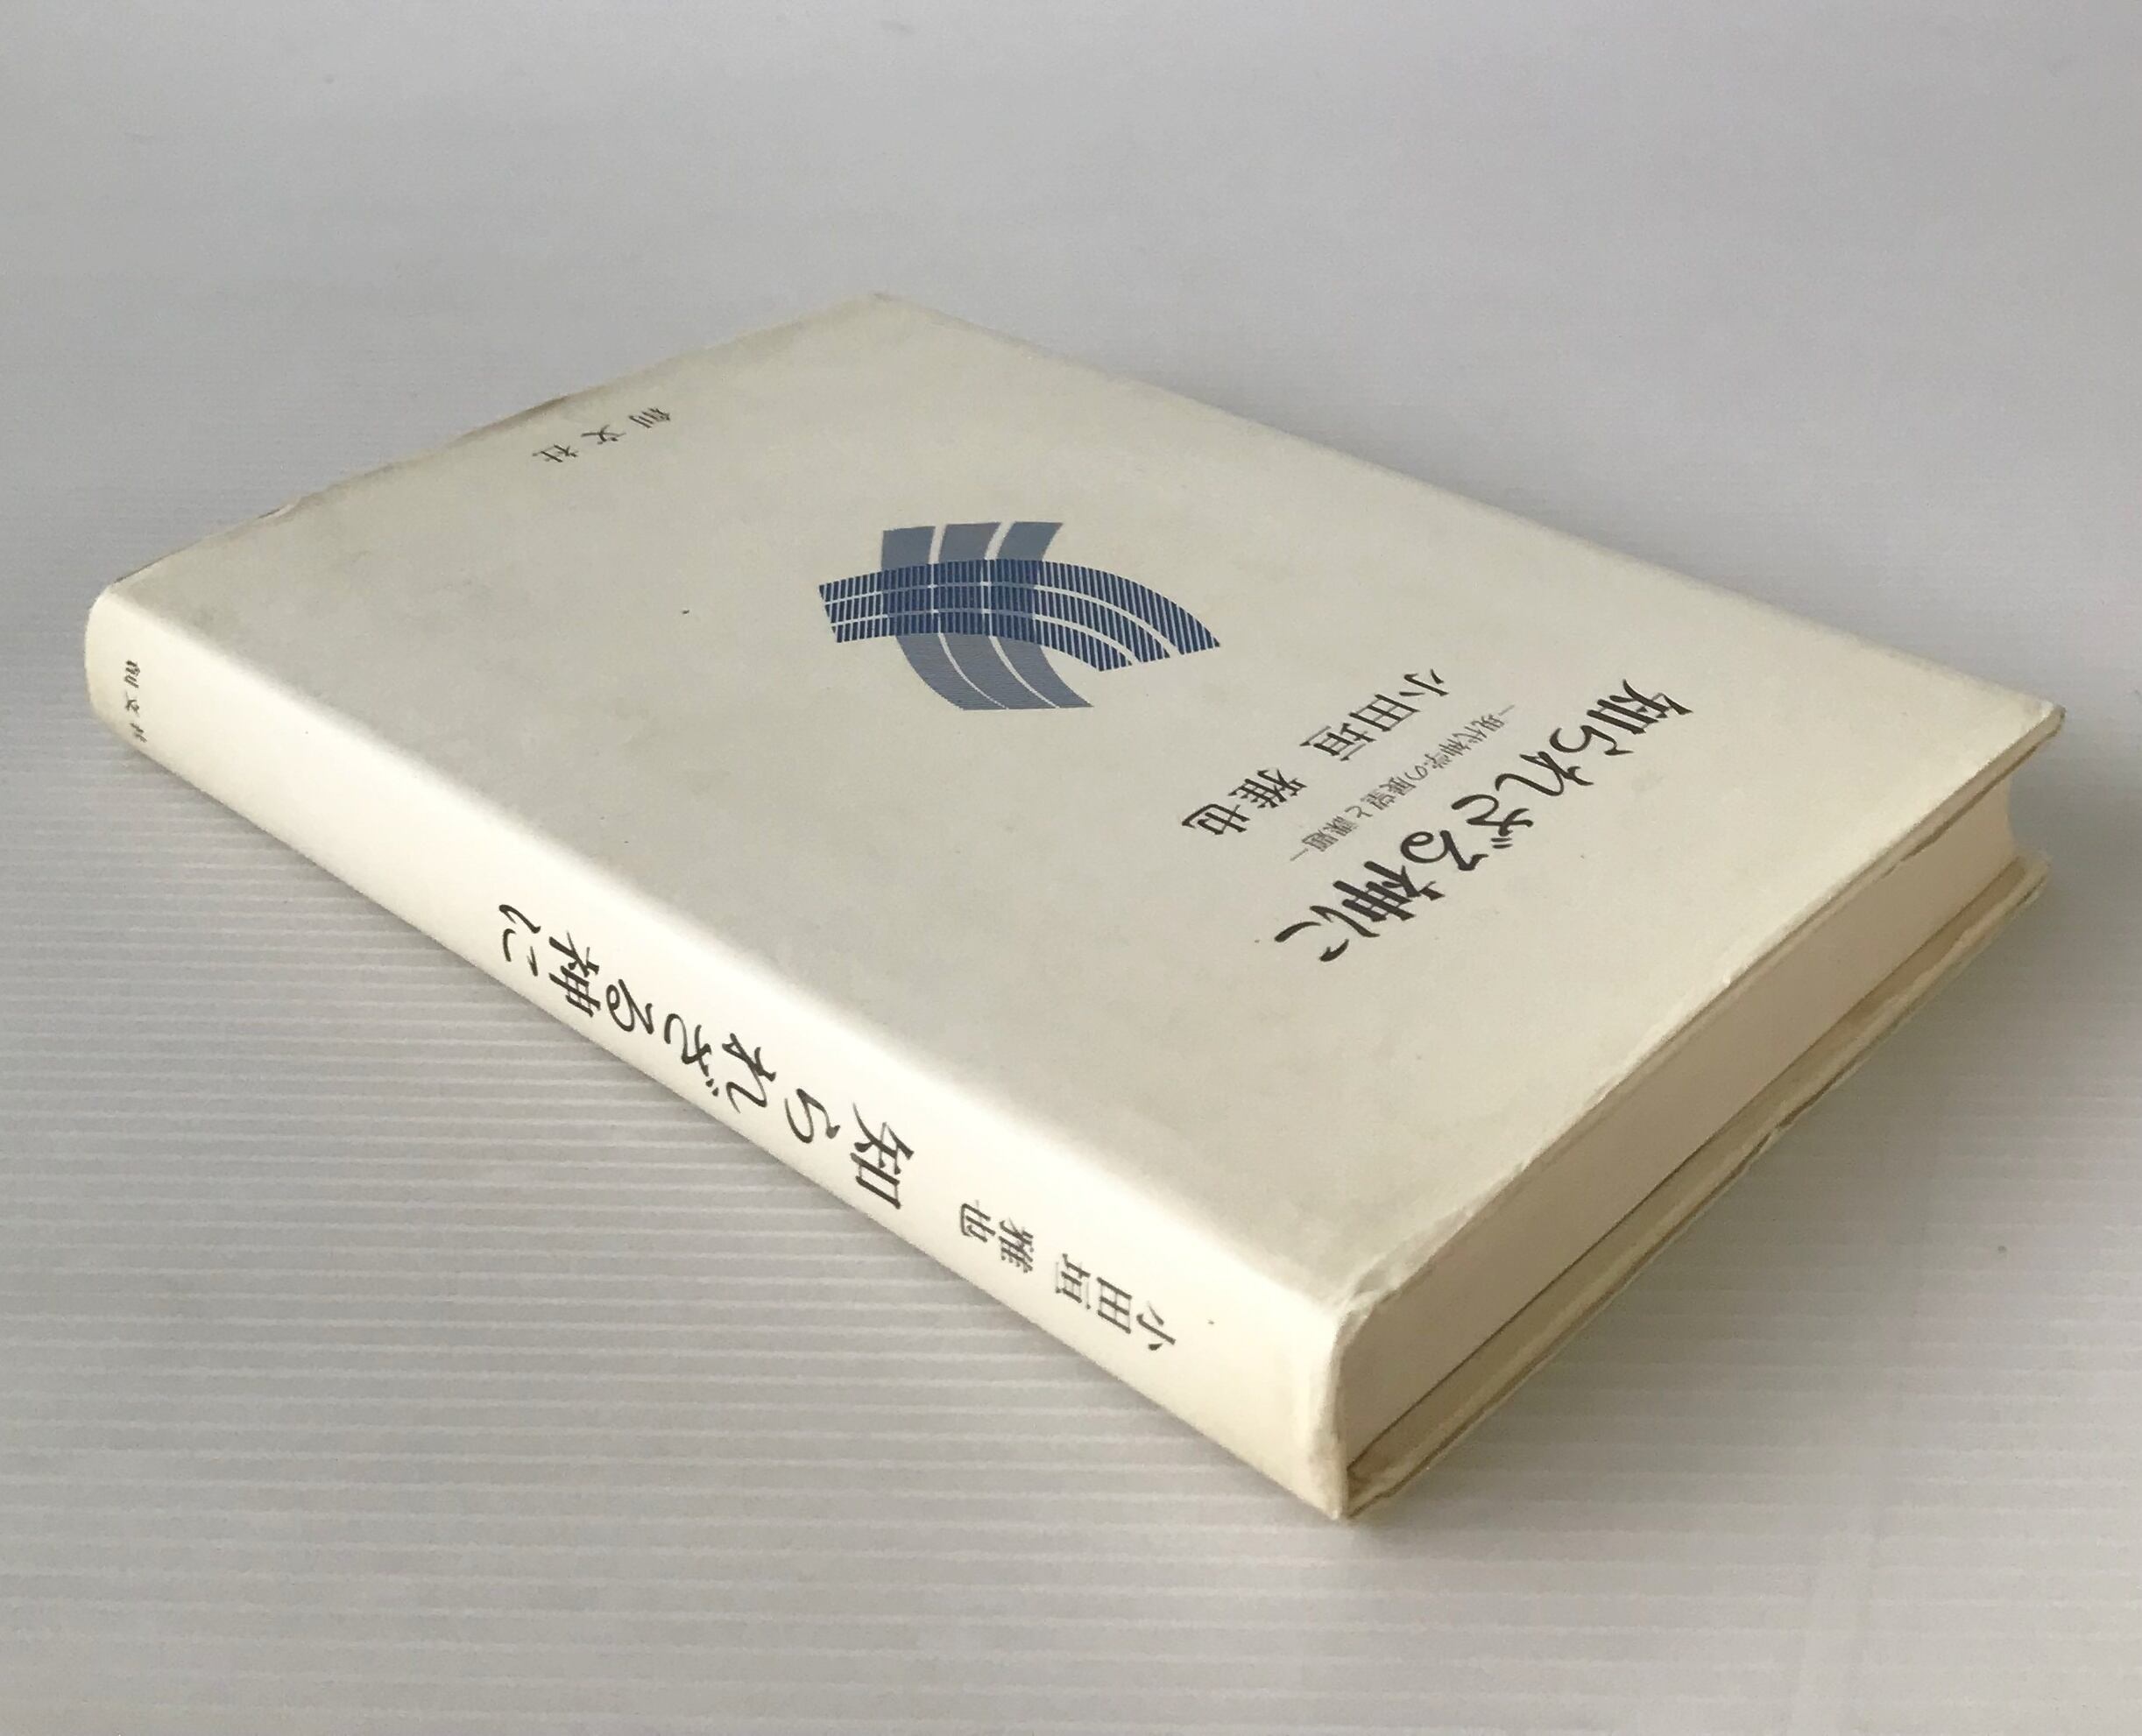 知られざる神に
—現代神学の展望と課題—
小田垣 雅也
創文社
小田垣 雅也
知られざる神に
創文社